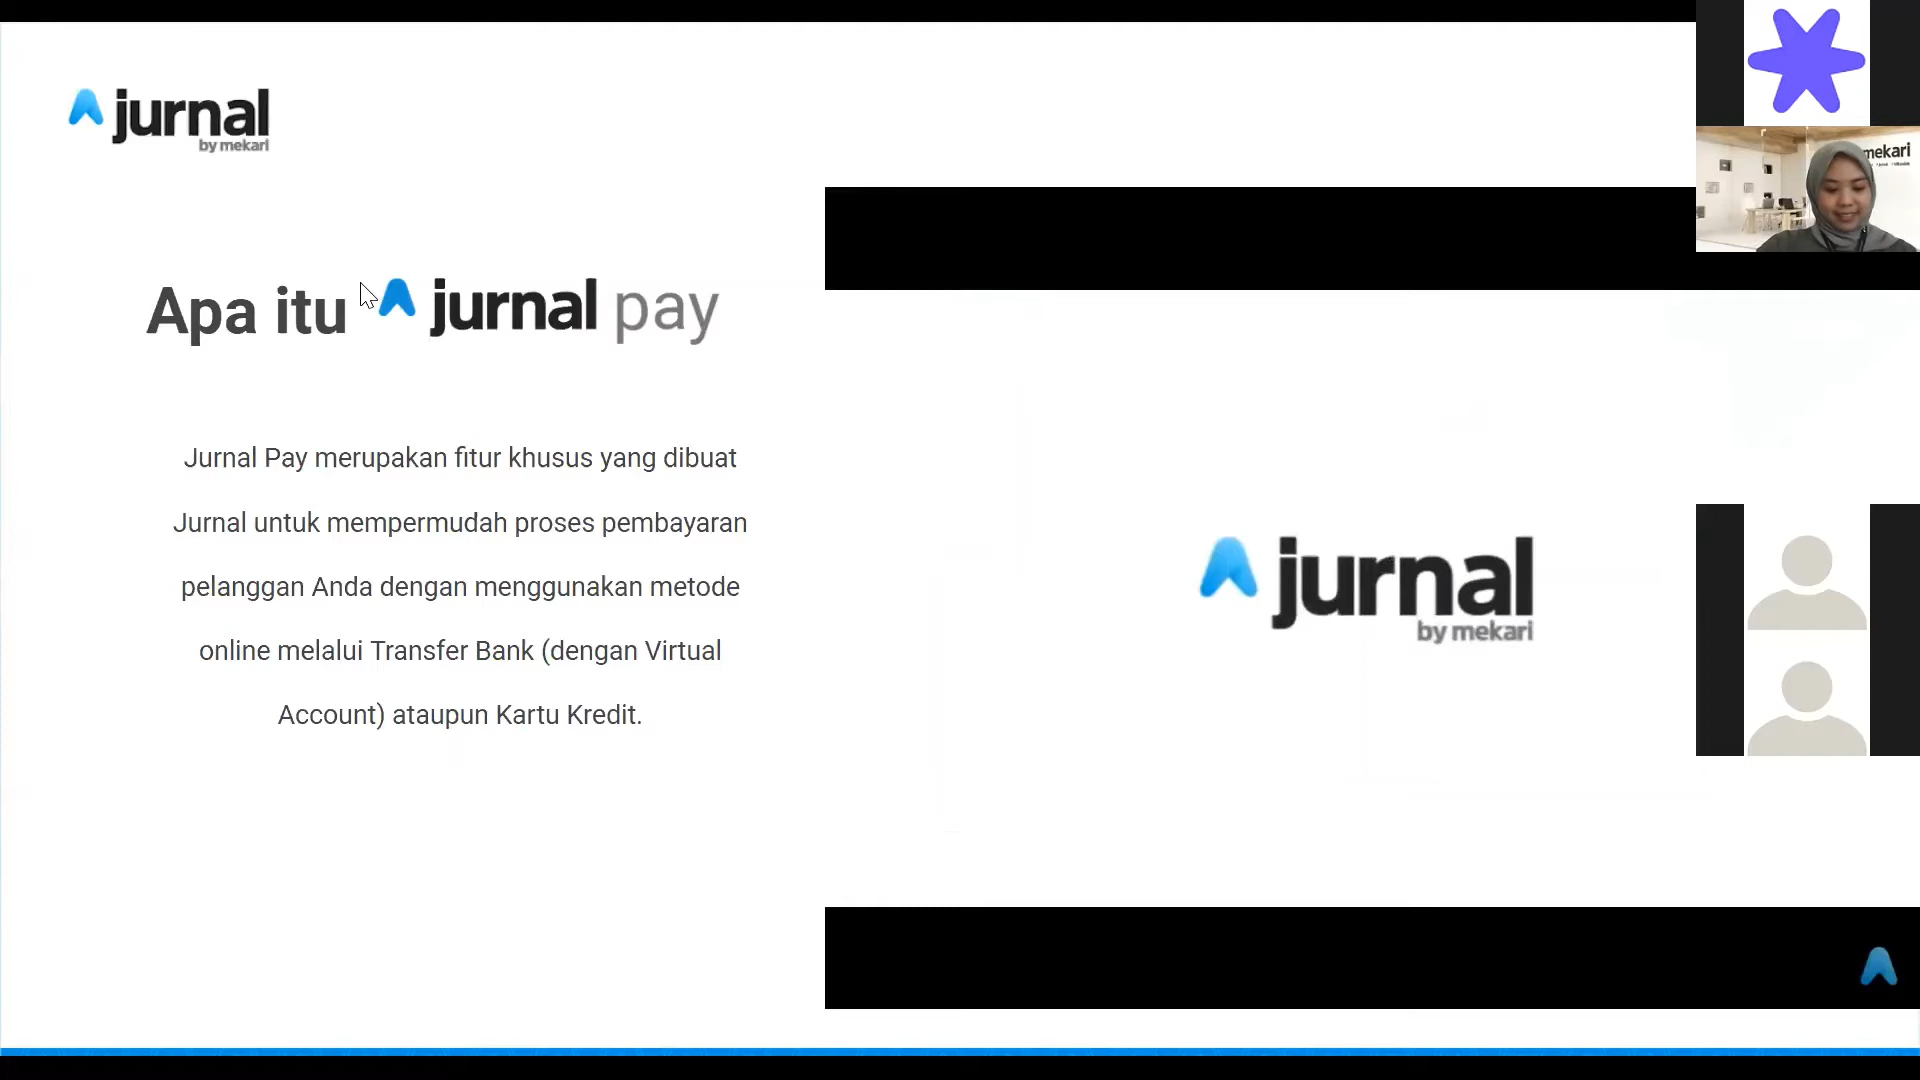 jurnal
by mekari
Apa itu jurnal pay
Jurnal Pay merupakan fitur khusus yang dibuat
Jurnal untuk mempermudah proses pembayaran
pelanggan Anda dengan menggunakan metode
online melalui Transfer Bank (dengan Virtual
Account) ataupun Kartu Kredit.
jurnal
by mekari
mekari